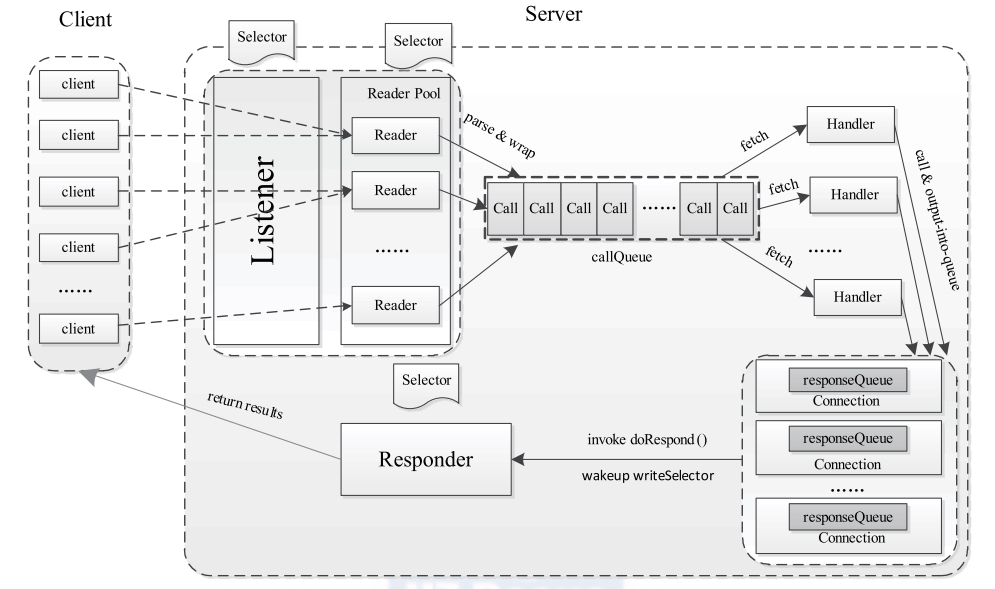 Client
Server
Selector
Selector
client
client
client
client
......
client
Listener
Reader Pool
Reader
Reader
......
Reader
parse & wrap
Call Call Call Call ...... Call Call
callQueue
fetch
fetch
fetch
Handler
Handler
......
Handler
call & output-into-queue
responseQueue
Connection
responseQueue
Connection
......
responseQueue
Connection
invoke doRespond()
wakeup writeSelector
Selector
Responder
return results